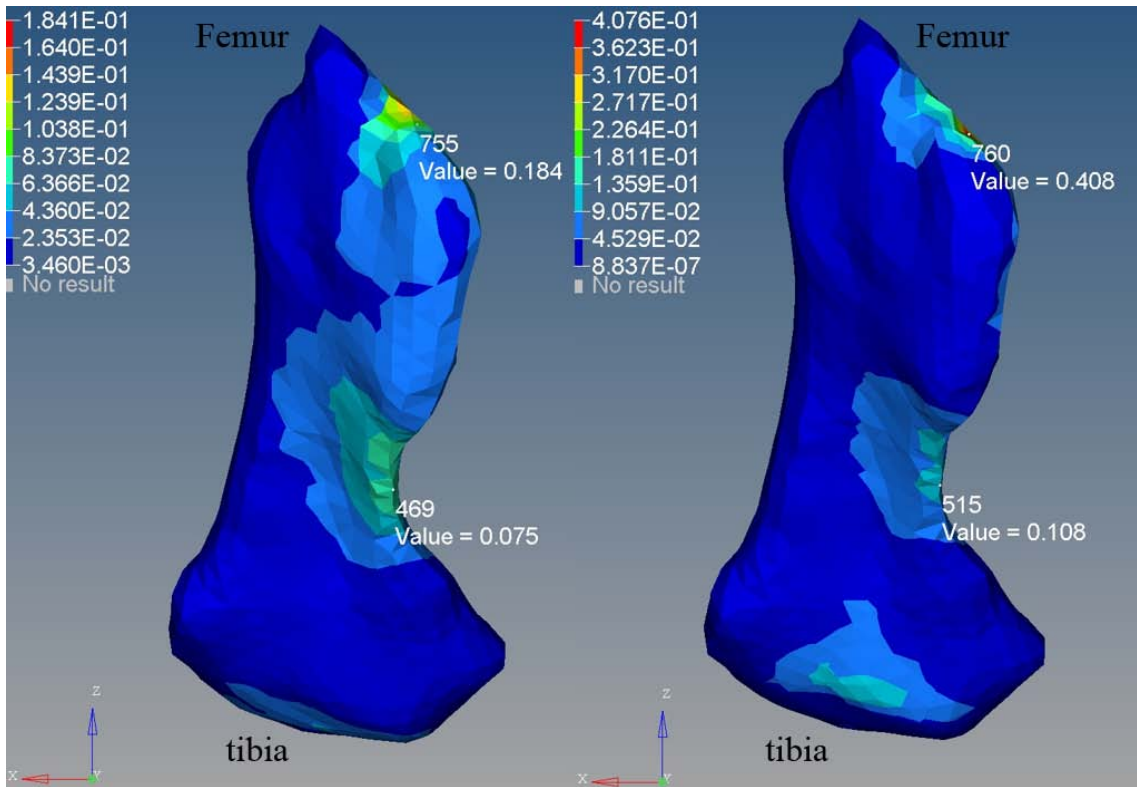 1.841E-01
1.640E-01
1.439E-01
1.239E-01
1.038E-01
8.373E-02
6.366E-02
4.360E-02
2.353E-02
3.460E-03
No result
Femur
755
Value = 0.184
469
Value = 0.075
tibia
Z
X
Y
4.076E-01
3.623E-01
3.170E-01
2.717E-01
2.264E-01
1.811E-01
1.359E-01
9.057E-02
4.529E-02
8.837E-07
No result
Femur
760
Value = 0.408
515
Value = 0.108
tibia
Z
X
Y